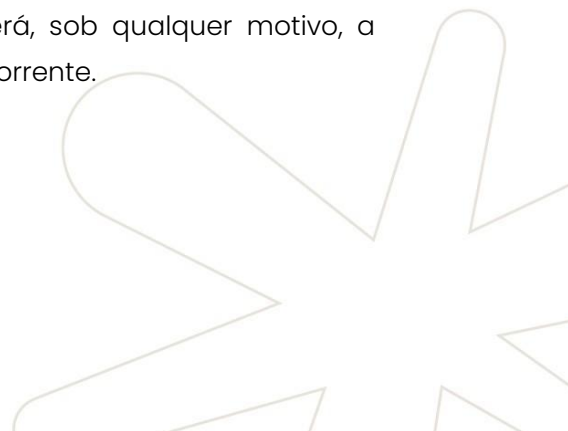 erá, sob qualquer motivo, a
orrente.